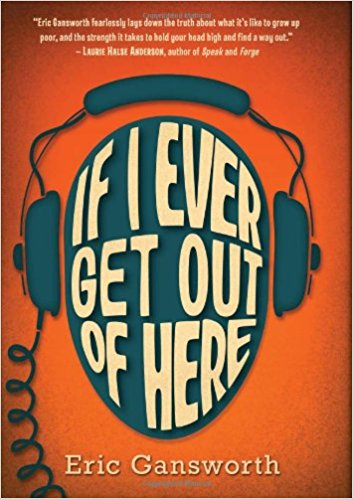 "Eric Gansworth fearlessly lays down the truth about what it's like to grow up
poor, and the strength it takes to hold your head high and find a way out."
– Laurie Halse Anderson, author of Speak and Forge
IF I EVER
GET OUT
OF HERE
Eric Gansworth